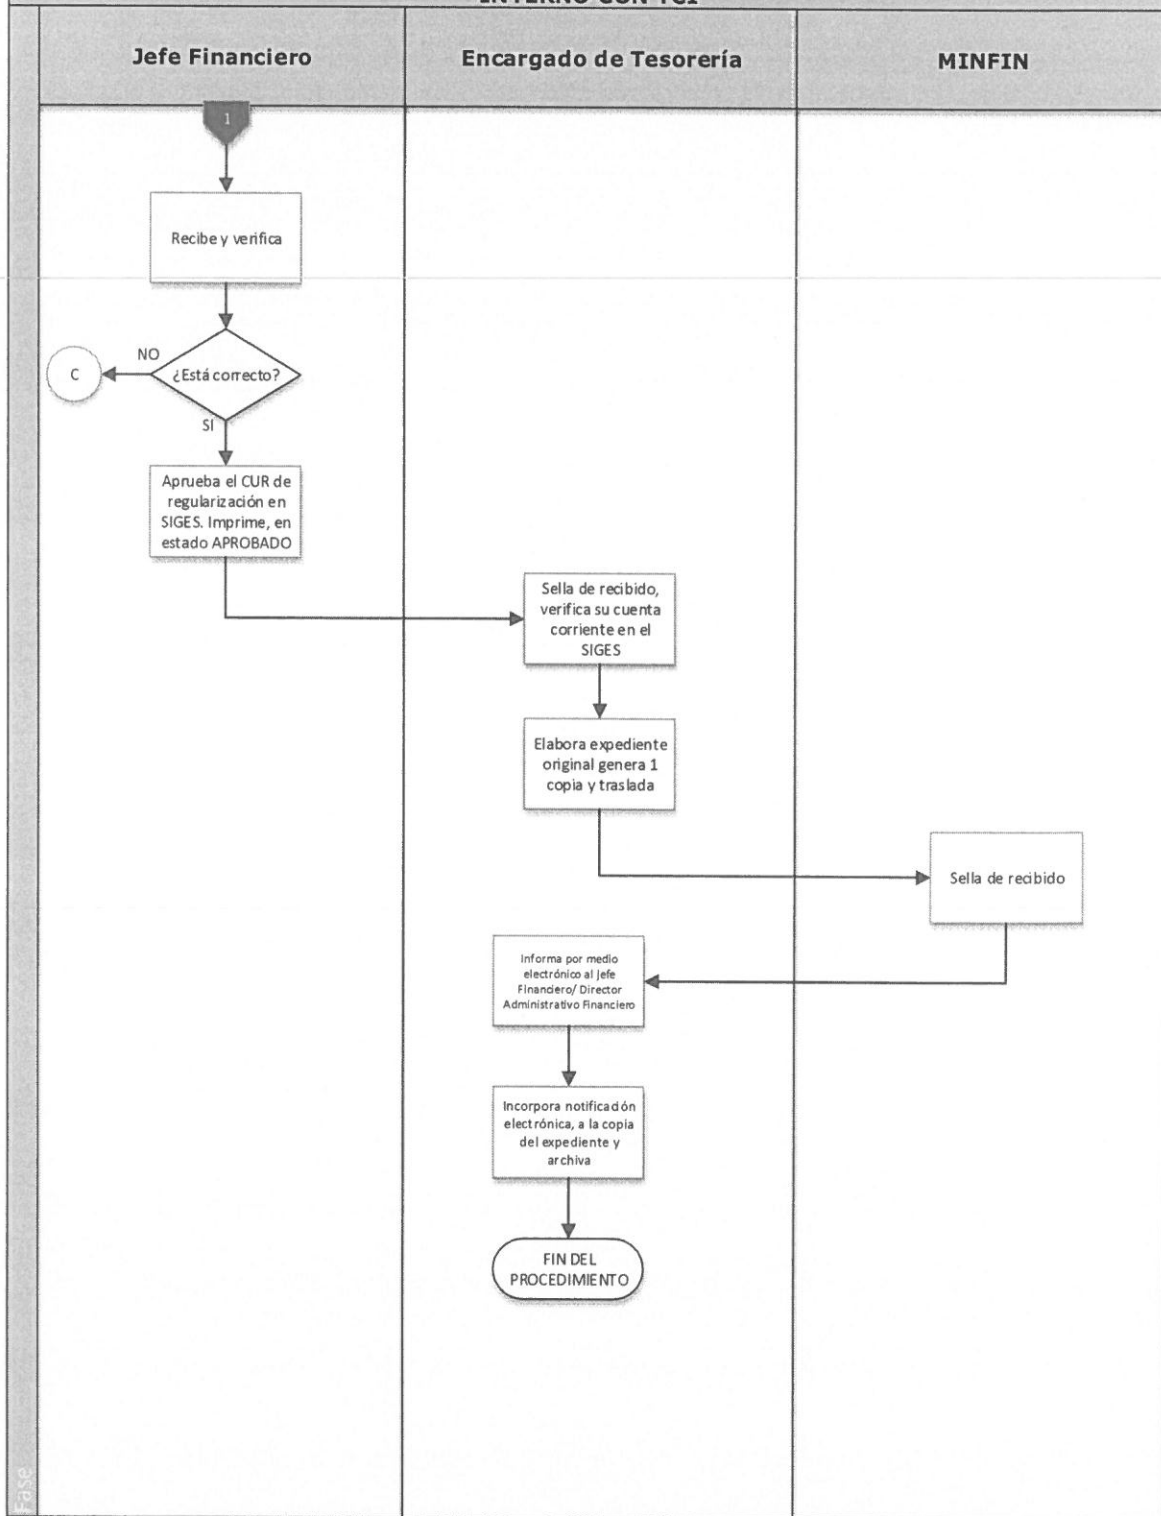 INTERNO CON TCI
Jefe Financiero
Encargado de Tesorería
MINFIN
1
Recibe y verifica
NO
C
¿Está correcto?
SI
Aprueba el CUR de
regularización en
SIGES. Imprime, en
estado APROBADO
Sella de recibido,
verifica su cuenta
corriente en el
SIGES
Elabora expediente
original genera 1
copia y traslada
Sella de recibido
Informa por medio
electrónico al Jefe
Financiero/ Director
Administrativo Financiero
Incorpora notificación
electrónica, a la copia
del expediente y
archiva
FIN DEL
PROCEDIMIENTO
Fase